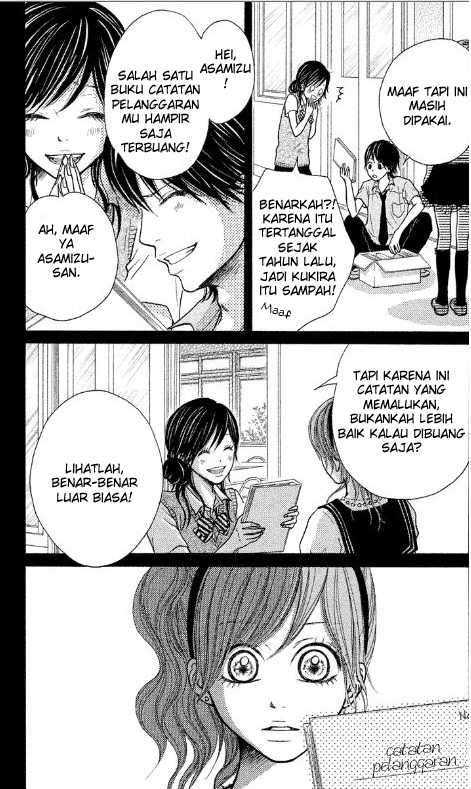 MAAF TAPI INI
MASIH
DIPAKAI.
BENARKAH?!
KARENA ITU
TERTANGGAL
SEJAK
TAHUN LALU,
JADI KUKIRA
ITU SAMPAH!
Maaf
HEI,
ASAMIZU
!
SALAH SATU
BUKU CATATAN
PELANGGARAN
MU HAMPIR
SAJA
TERBUANG!
AH, MAAF
YA
ASAMIZU-
SAN.
TAPI KARENA INI
CATATAN YANG
MEMALUKAN,
BUKANKAH LEBIH
BAIK KALAU DIBUANG
SAJA?
LIHATLAH,
BENAR-BENAR
LUAR BIASA!
No
catatan
pelanggaran